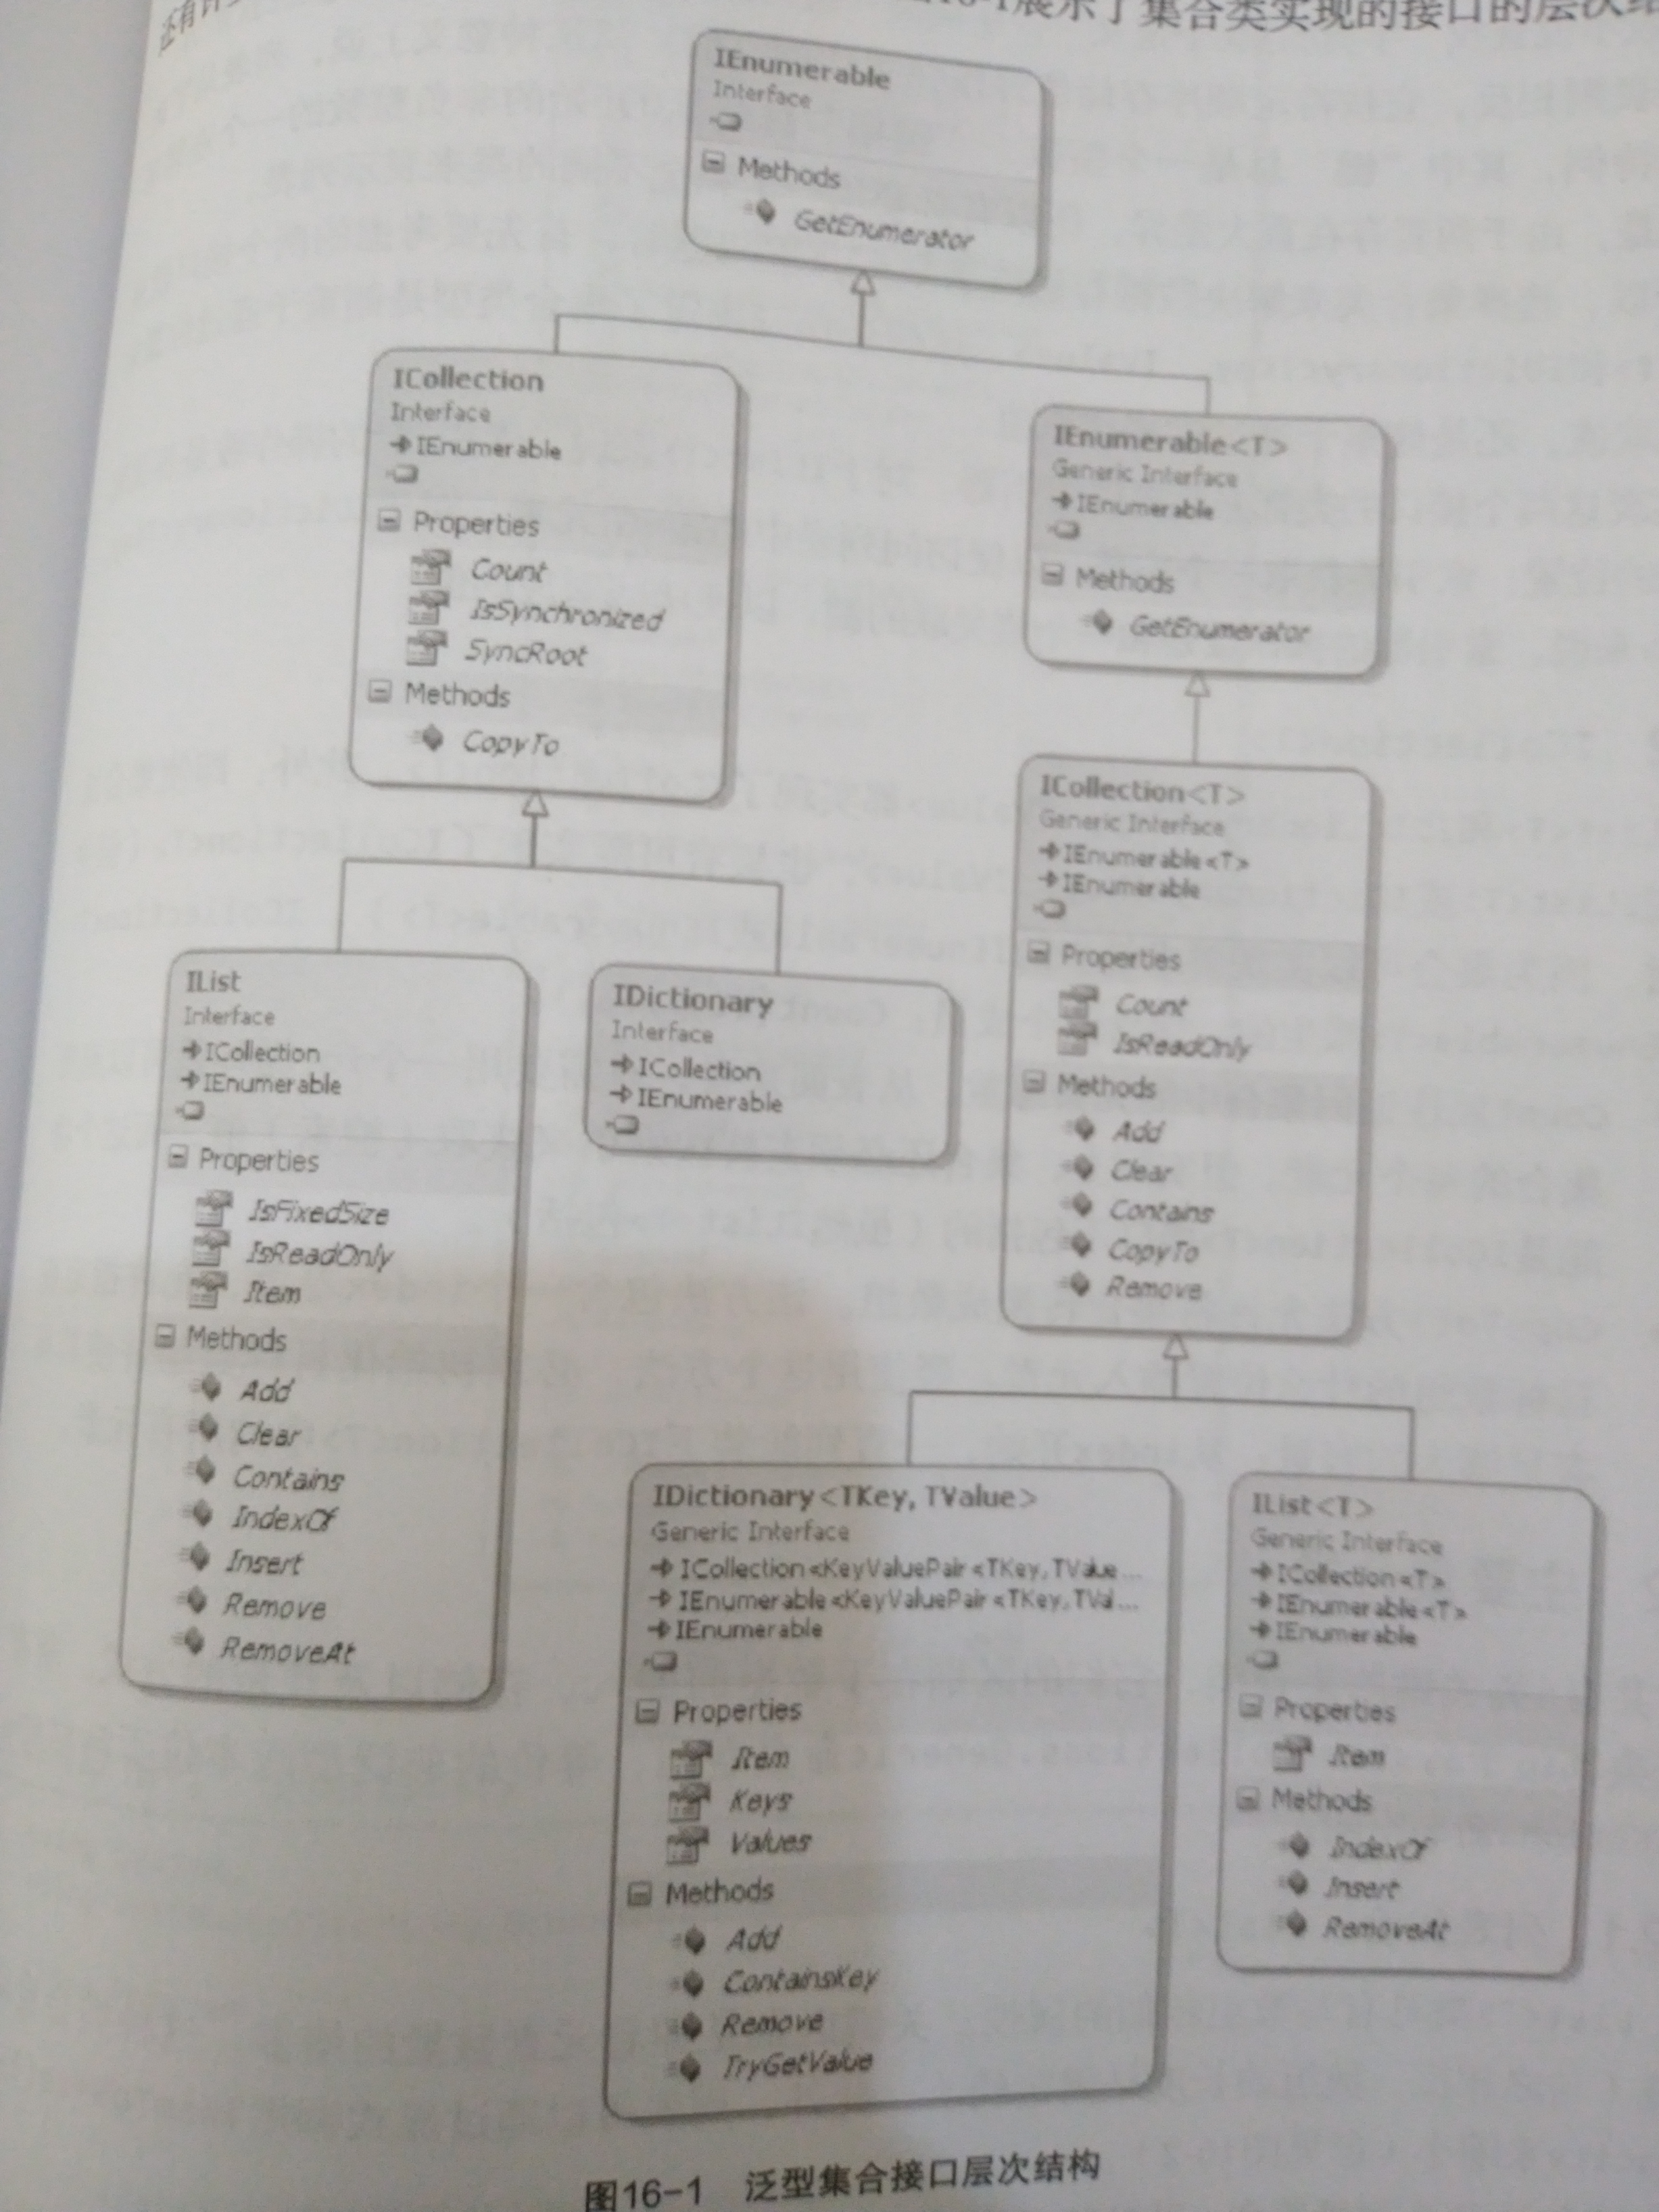 还有
16-1展示了集合类实现的接口的层次结
IEnumerable
Interface
Methods
GetEnumerator
ICollection
Interface
IEnumerable
Properties
Count
IsSynchronized
SyncRoot
Methods
CopyTo
IEnumerable<T>
Generic Interface
IEnumerable
Methods
GetEnumerator
ICollection<T>
Generic Interface
IEnumerable<T>
IEnumerable
Properties
Count
IsReadOnly
Methods
Add
Clear
Contains
CopyTo
Remove
IList
Interface
ICollection
IEnumerable
Properties
IsFixedSize
IsReadOnly
Item
Methods
Add
Clear
Contains
IndexOf
Insert
Remove
RemoveAt
IDictionary
Interface
ICollection
IEnumerable
IDictionary<TKey, TValue>
Generic Interface
ICollection<KeyValuePair<TKey,TValue...
IEnumerable<KeyValuePair<TKey,TVal...
IEnumerable
Properties
Item
Keys
Values
Methods
Add
ContainsKey
Remove
TryGetValue
IList<T>
Generic Interface
ICollection<T>
IEnumerable<T>
IEnumerable
Properties
Item
Methods
IndexOf
Insert
RemoveAt
图16-1 泛型集合接口层次结构